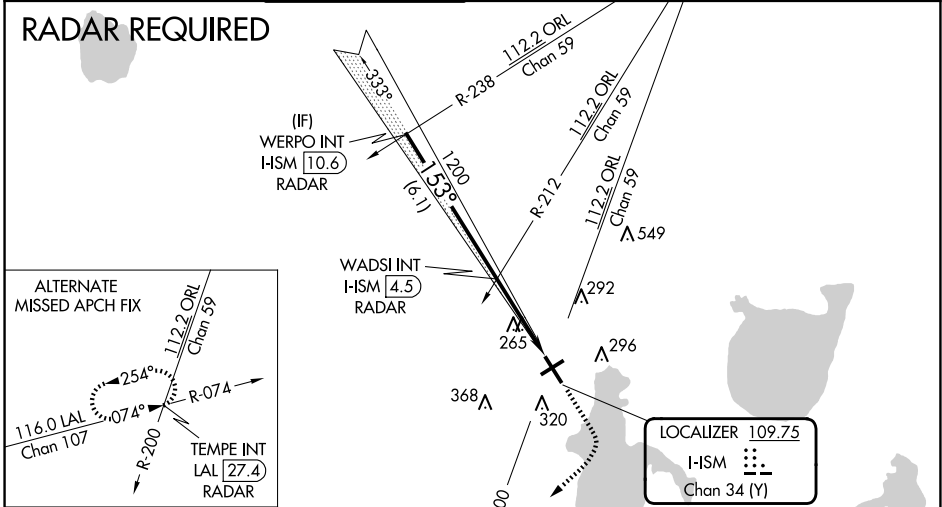 RADAR REQUIRED
112.2 ORL
Chan 59
R-238
333°
(IF)
WERPO INT
I-ISM 10.6
RADAR
1200
153°
(6.1)
112.2 ORL
Chan 59
R-212
112.2 ORL
Chan 59
549
WADSI INT
I-ISM 4.5
RADAR
292
265
296
368
320
ALTERNATE
MISSED APCH FIX
112.2 ORL
Chan 59
254°
R-074
074°
116.0 LAL
Chan 107
R-200
TEMPE INT
LAL 27.4
RADAR
LOCALIZER 109.75
I-ISM
Chan 34 (Y)
00